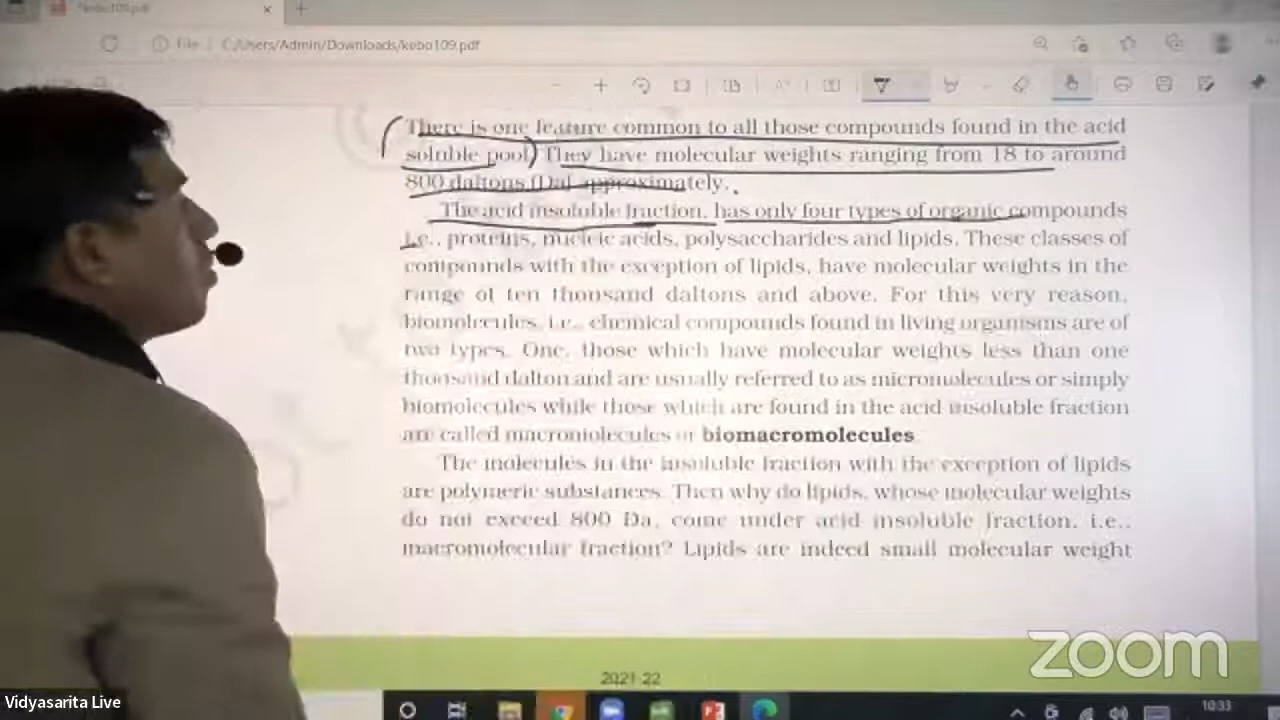 kebo109.pdf
File
C:/Users/Admin/Downloads/kebo109.pdf
There is one feature common to all those compounds found in the acid
soluble pool. They have molecular weights ranging from 18 to around
800 daltons (Da) approximately.
The acid insoluble fraction, has only four types of organic compounds
i.e., proteins, nucleic acids, polysaccharides and lipids. These classes of
compounds with the exception of lipids, have molecular weights in the
range of ten thousand daltons and above. For this very reason,
biomolecules, i.e., chemical compounds found in living organisms are of
two types. One, those which have molecular weights less than one
thousand dalton and are usually referred to as micromolecules or simply
biomolecules while those which are found in the acid insoluble fraction
are called macromolecules or biomacromolecules
The molecules in the insoluble fraction with the exception of lipids
are polymeric substances. Then why do lipids, whose molecular weights
do not exceed 800 Da, come under acid insoluble fraction, i.e.,
macromolecular fraction? Lipids are indeed small molecular weight
2021-22
zoom
Vidyasarita Live
10:33